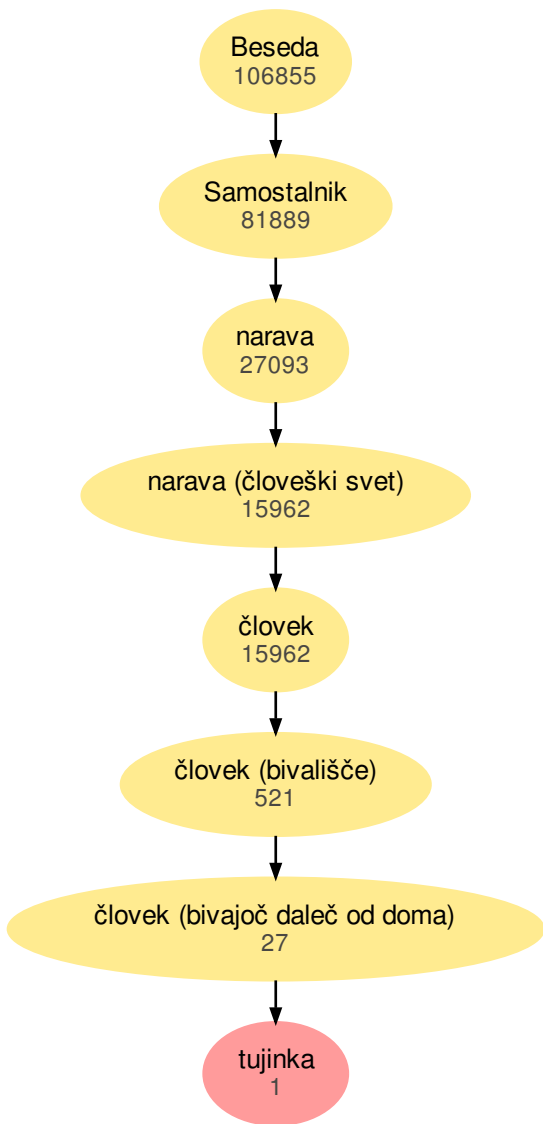 Beseda
106855
Samostalnik
81889
narava
27093
narava (človeški svet)
15962
človek
15962
človek (bivališče)
521
človek (bivajoč daleč od doma)
27
tujinka
1